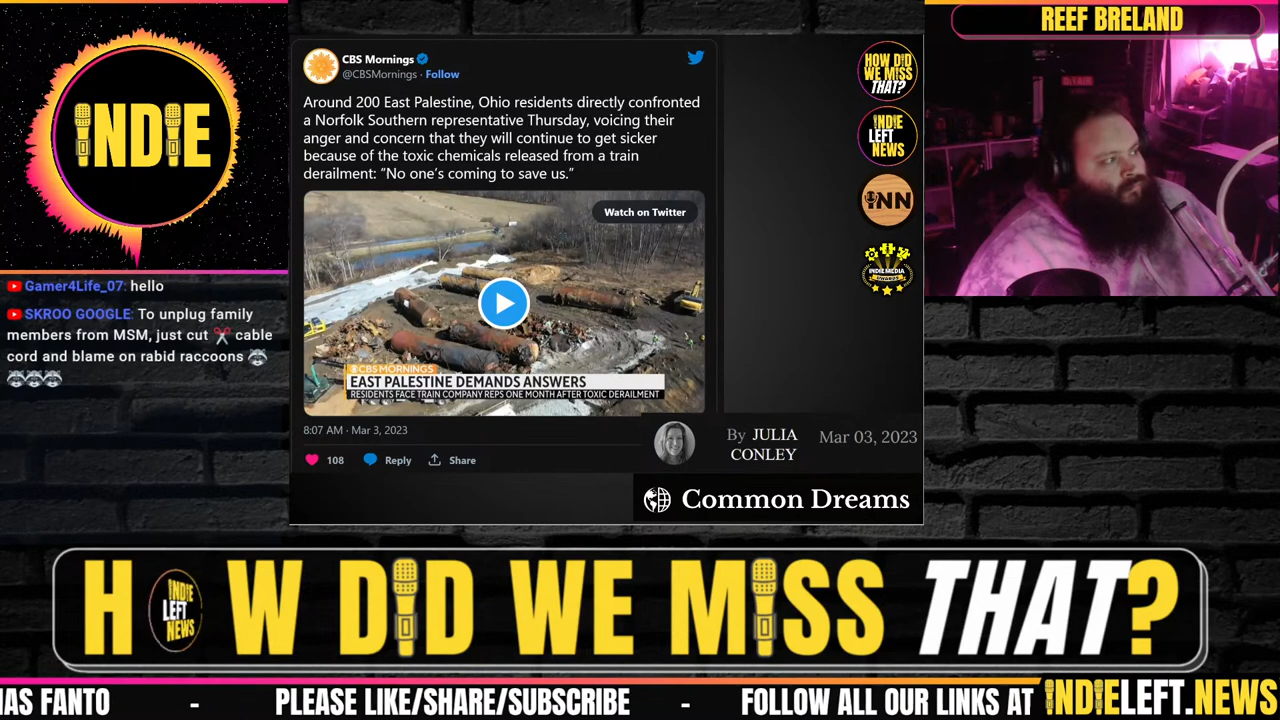 INDIE
Gamer4Life_07: hello
SKROO GOOGLE: To unplug family
members from MSM, just cut ✂️ cable
cord and blame on rabid raccoons 🦝
🦝🦝🦝
CBS Mornings
@CBSMornings · Follow
Around 200 East Palestine, Ohio residents directly confronted
a Norfolk Southern representative Thursday, voicing their
anger and concern that they will continue to get sicker
because of the toxic chemicals released from a train
derailment: "No one's coming to save us."
Watch on Twitter
CBS MORNINGS
EAST PALESTINE DEMANDS ANSWERS
RESIDENTS FACE TRAIN COMPANY REPS ONE MONTH AFTER TOXIC DERAILMENT
8:07 AM · Mar 3, 2023
108 Reply Share
By JULIA
CONLEY
Mar 03, 2023
Common Dreams
HOW DID
WE MISS
THAT?
INDIE
LEFT
NEWS
INN
INDIE MEDIA
AWARDS
REEF BRELAND
HOW DID WE MISS THAT?
INDIE
LEFT
NEWS
IAS FANTO - PLEASE LIKE/SHARE/SUBSCRIBE - FOLLOW ALL OUR LINKS AT INDIELEFT.NEWS